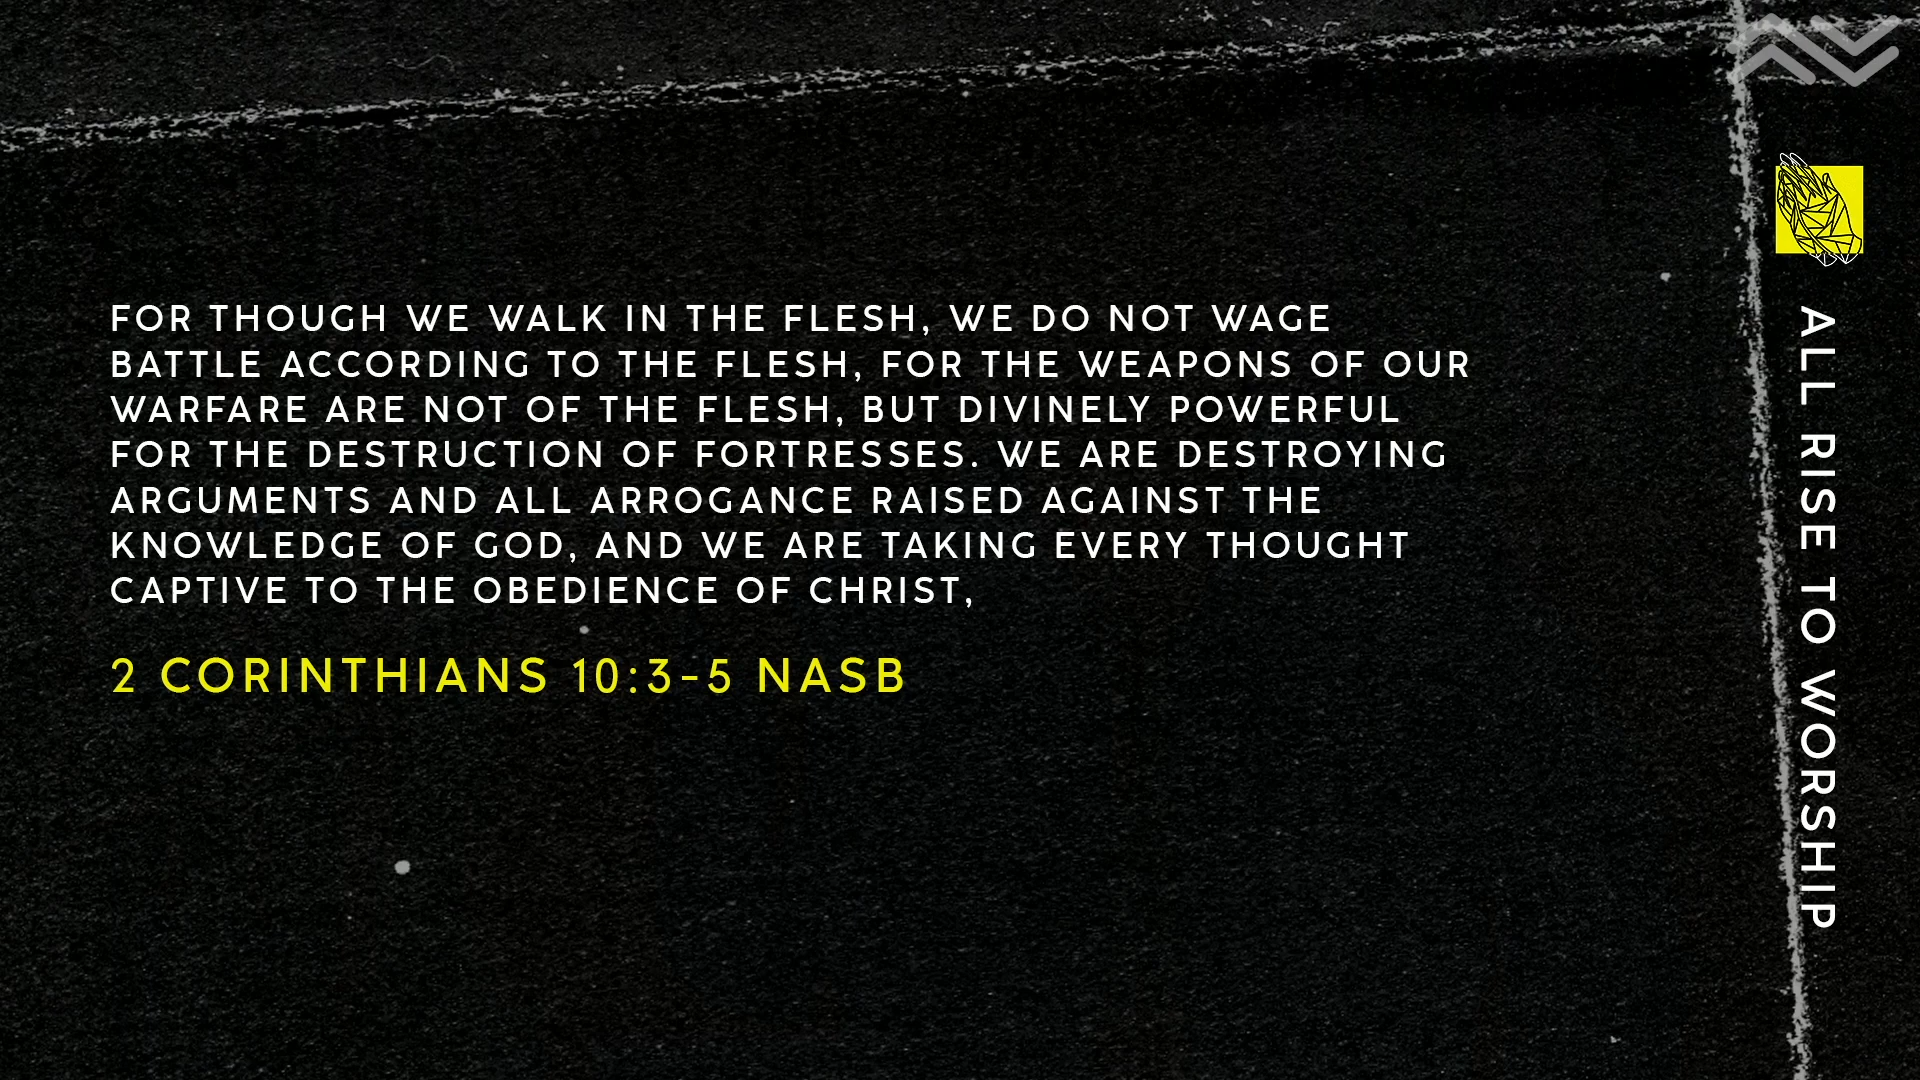 FOR THOUGH WE WALK IN THE FLESH, WE DO NOT WAGE
BATTLE ACCORDING TO THE FLESH, FOR THE WEAPONS OF OUR
WARFARE ARE NOT OF THE FLESH, BUT DIVINELY POWERFUL
FOR THE DESTRUCTION OF FORTRESSES. WE ARE DESTROYING
ARGUMENTS AND ALL ARROGANCE RAISED AGAINST THE
KNOWLEDGE OF GOD, AND WE ARE TAKING EVERY THOUGHT
CAPTIVE TO THE OBEDIENCE OF CHRIST,
2 CORINTHIANS 10:3-5 NASB
ALL RISE TO WORSHIP